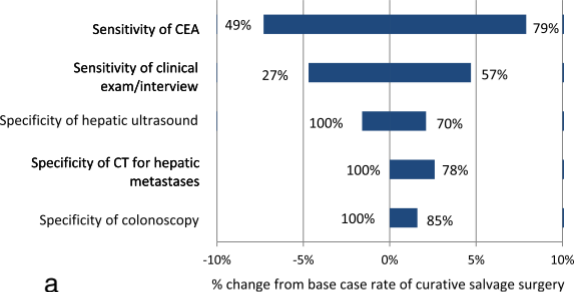 Sensitivity of CEA 49% 79%
Sensitivity of clinical
exam/interview 27% 57%
Specificity of hepatic ultrasound 100% 70%
Specificity of CT for hepatic
metastases 100% 78%
Specificity of colonoscopy 100% 85%
-10% -5% 0% 5% 10%
a % change from base case rate of curative salvage surgery